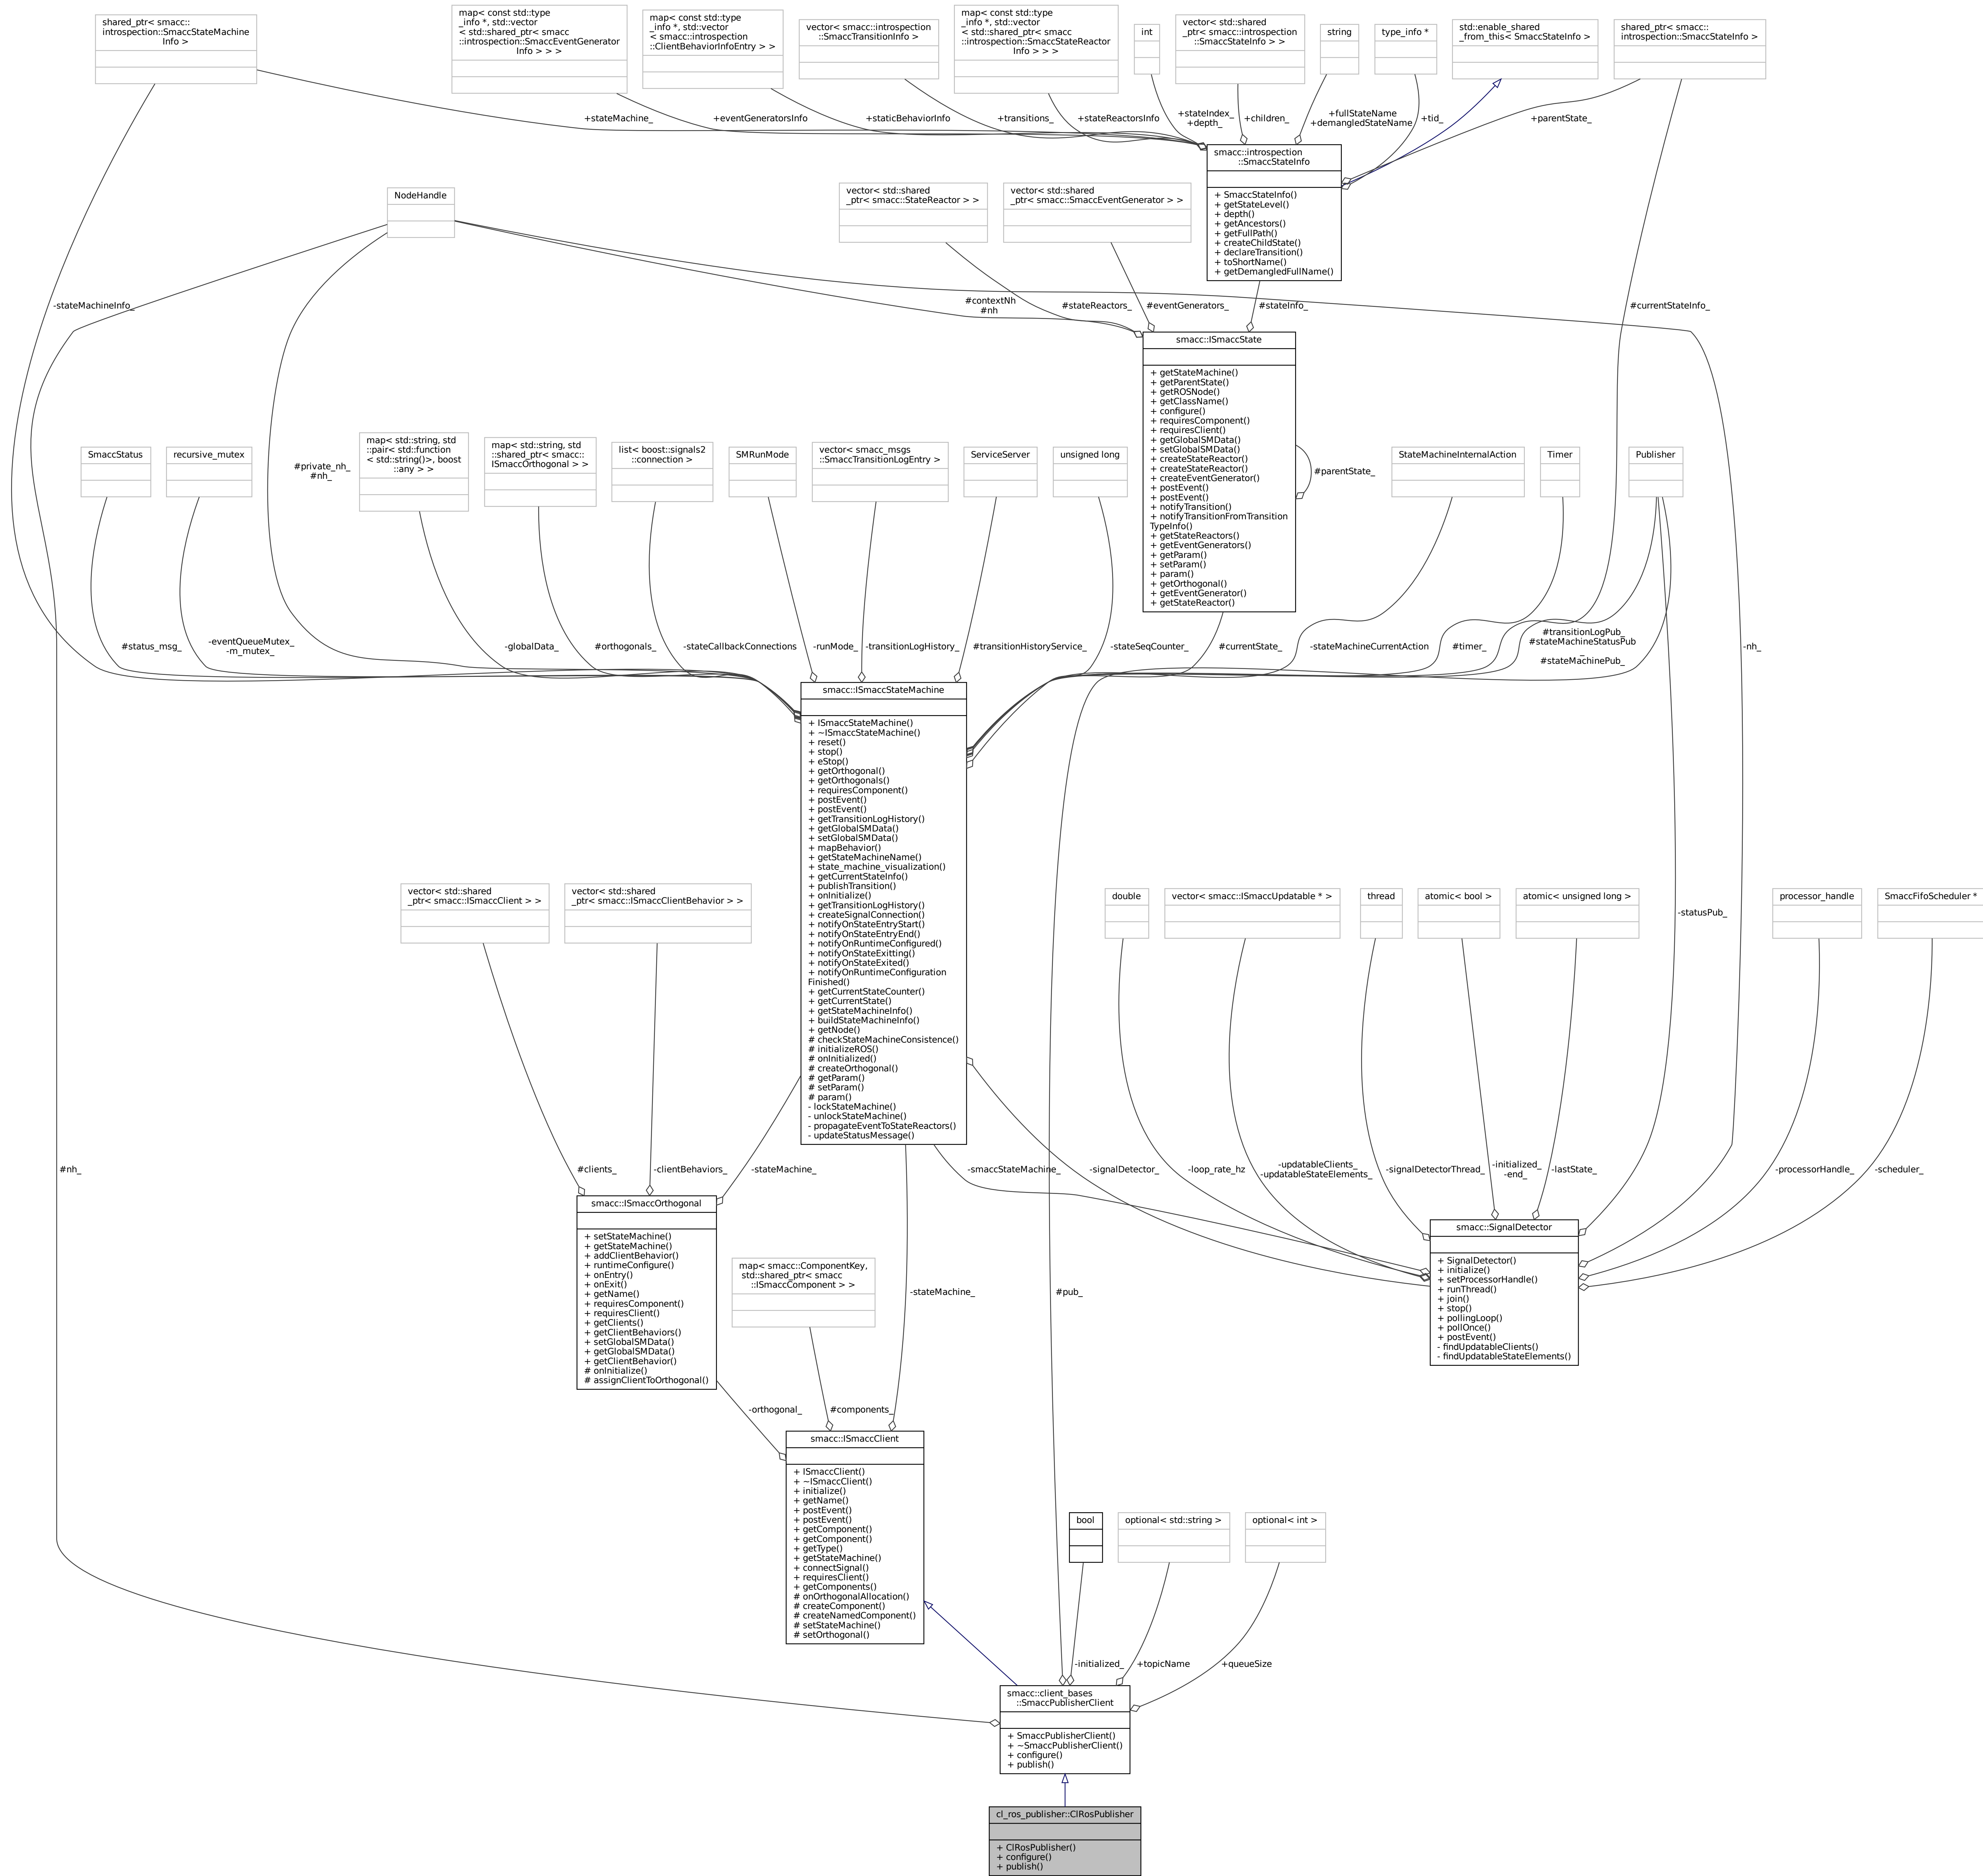 shared_ptr< smacc::
introspection::SmaccStateMachine
Info >
map< const std::type
_info *, std::vector
< std::shared_ptr< smacc
::introspection::SmaccEventGenerator
Info > > >
map< const std::type
_info *, std::vector
< smacc::introspection
::ClientBehaviorInfoEntry > >
vector< smacc::introspection
::SmaccTransitionInfo >
map< const std::type
_info *, std::vector
< std::shared_ptr< smacc
::introspection::SmaccStateReactor
Info > > >
int
vector< std::shared
_ptr< smacc::introspection
::SmaccStateInfo > >
string
type_info *
std::enable_shared
_from_this< SmaccStateInfo >
shared_ptr< smacc::
introspection::SmaccStateInfo >
+stateMachine_
+eventGeneratorsInfo
+staticBehaviorInfo
+transitions_
+stateReactorsInfo
+stateIndex_
+depth_
+children_
+fullStateName
+demangledStateName
+tid_
+parentState_
smacc::introspection
::SmaccStateInfo
+ SmaccStateInfo()
+ getStateLevel()
+ depth()
+ getAncestors()
+ getFullPath()
+ createChildState()
+ declareTransition()
+ toShortName()
+ getDemangledFullName()
NodeHandle
vector< std::shared
_ptr< smacc::StateReactor > >
vector< std::shared
_ptr< smacc::SmaccEventGenerator > >
-stateMachineInfo_
#contextNh
#nh
#stateReactors_
#eventGenerators_
#stateInfo_
#currentStateInfo_
smacc::ISmaccState
+ getStateMachine()
+ getParentState()
+ getROSNode()
+ getClassName()
+ configure()
+ requiresComponent()
+ requiresClient()
+ getGlobalSMData()
+ setGlobalSMData()
+ createStateReactor()
+ createStateReactor()
+ createEventGenerator()
+ postEvent()
+ postEvent()
+ notifyTransition()
+ notifyTransitionFromTransition
TypeInfo()
+ getStateReactors()
+ getEventGenerators()
+ getParam()
+ setParam()
+ param()
+ getOrthogonal()
+ getEventGenerator()
+ getStateReactor()
#parentState_
SmaccStatus
recursive_mutex
#private_nh_
#nh_
map< std::string, std
::pair< std::function
< std::string()>, boost
::any > >
map< std::string, std
::shared_ptr< smacc::
ISmaccOrthogonal > >
list< boost::signals2
::connection >
SMRunMode
vector< smacc_msgs
::SmaccTransitionLogEntry >
ServiceServer
unsigned long
StateMachineInternalAction
Timer
Publisher
#status_msg_
-eventQueueMutex_
-m_mutex_
-globalData_
#orthogonals_
-stateCallbackConnections
-runMode_
-transitionLogHistory_
#transitionHistoryService_
-stateSeqCounter_
#currentState_
-stateMachineCurrentAction
#timer_
#transitionLogPub_
#stateMachineStatusPub
_
#stateMachinePub_
-nh_
smacc::ISmaccStateMachine
+ ISmaccStateMachine()
+ ~ISmaccStateMachine()
+ reset()
+ stop()
+ eStop()
+ getOrthogonal()
+ getOrthogonals()
+ requiresComponent()
+ postEvent()
+ postEvent()
+ getTransitionLogHistory()
+ getGlobalSMData()
+ setGlobalSMData()
+ mapBehavior()
+ getStateMachineName()
+ state_machine_visualization()
+ getCurrentStateInfo()
+ publishTransition()
+ onInitialize()
+ getTransitionLogHistory()
+ createSignalConnection()
+ notifyOnStateEntryStart()
+ notifyOnStateEntryEnd()
+ notifyOnRuntimeConfigured()
+ notifyOnStateExitting()
+ notifyOnStateExited()
+ notifyOnRuntimeConfiguration
Finished()
+ getCurrentStateCounter()
+ getCurrentState()
+ getStateMachineInfo()
+ buildStateMachineInfo()
+ getNode()
# checkStateMachineConsistence()
# initializeROS()
# onInitialized()
# createOrthogonal()
# getParam()
# setParam()
# param()
- lockStateMachine()
- unlockStateMachine()
- propagateEventToStateReactors()
- updateStatusMessage()
vector< std::shared
_ptr< smacc::ISmaccClient > >
vector< std::shared
_ptr< smacc::ISmaccClientBehavior > >
double
vector< smacc::ISmaccUpdatable * >
thread
atomic< bool >
atomic< unsigned long >
-statusPub_
processor_handle
SmaccFifoScheduler *
#nh_
#clients_
-clientBehaviors_
-stateMachine_
-smaccStateMachine_
-signalDetector_
-loop_rate_hz
-updatableClients_
-updatableStateElements_
-signalDetectorThread_
-initialized_
-end_
-lastState_
-processorHandle_
-scheduler_
smacc::ISmaccOrthogonal
+ setStateMachine()
+ getStateMachine()
+ addClientBehavior()
+ runtimeConfigure()
+ onEntry()
+ onExit()
+ getName()
+ requiresComponent()
+ requiresClient()
+ getClients()
+ getClientBehaviors()
+ setGlobalSMData()
+ getGlobalSMData()
+ getClientBehavior()
# onInitialize()
# assignClientToOrthogonal()
map< smacc::ComponentKey,
std::shared_ptr< smacc
::ISmaccComponent > >
-stateMachine_
#pub_
smacc::SignalDetector
+ SignalDetector()
+ initialize()
+ setProcessorHandle()
+ runThread()
+ join()
+ stop()
+ pollingLoop()
+ pollOnce()
+ postEvent()
- findUpdatableClients()
- findUpdatableStateElements()
-orthogonal_
#components_
smacc::ISmaccClient
+ ISmaccClient()
+ ~ISmaccClient()
+ initialize()
+ getName()
+ postEvent()
+ postEvent()
+ getComponent()
+ getComponent()
+ getType()
+ getStateMachine()
+ connectSignal()
+ requiresClient()
+ getComponents()
# onOrthogonalAllocation()
# createComponent()
# createNamedComponent()
# setStateMachine()
# setOrthogonal()
bool
optional< std::string >
optional< int >
-initialized_
+topicName
+queueSize
smacc::client_bases
::SmaccPublisherClient
+ SmaccPublisherClient()
+ ~SmaccPublisherClient()
+ configure()
+ publish()
cl_ros_publisher::ClRosPublisher
+ ClRosPublisher()
+ configure()
+ publish()